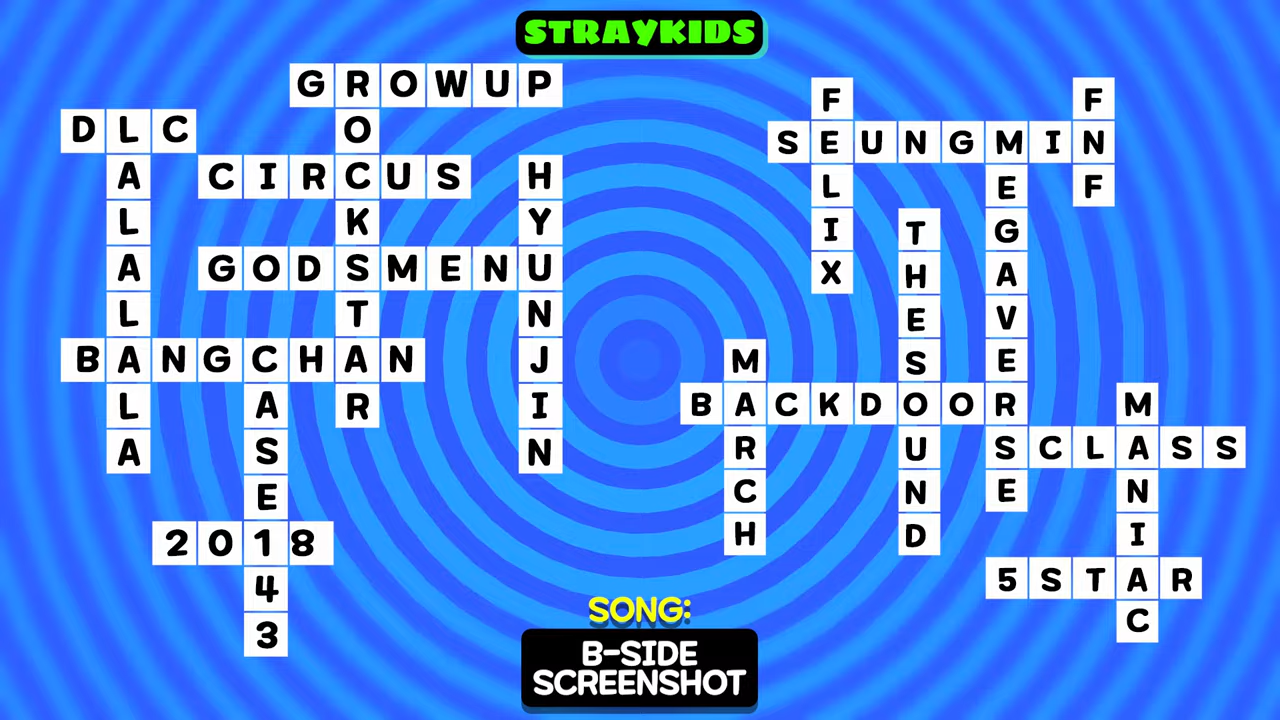 STRAYKIDS
GROWUP
DLC
ROCKSTAR
LALALALA
CIRCUS
HYUNJIN
GODSMENU
BANGCHAN
CASE143
2018
FELIX
FNF
SEUNGMIN
MEGAVERSE
THESOUND
MARCH
BACKDOOR
MANIAC
SCLASS
5STAR
SONG:
B-SIDE
SCREENSHOT